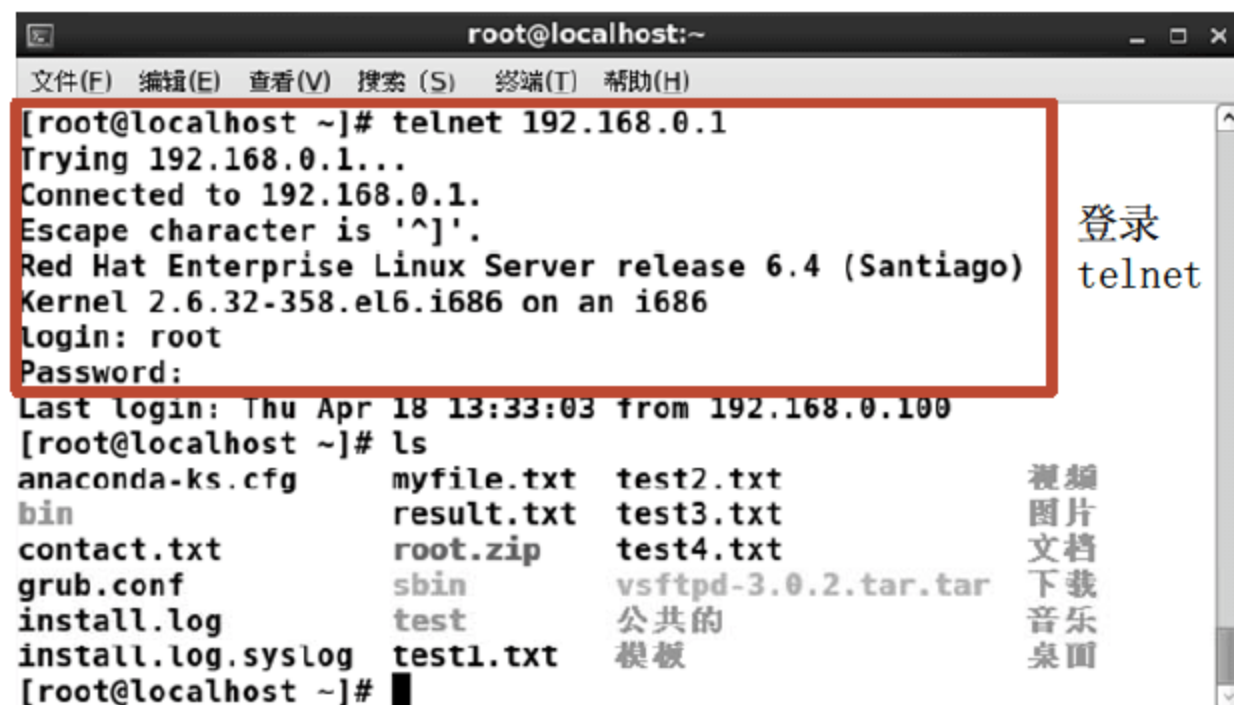 root@localhost:~
文件(F) 编辑(E) 查看(V) 搜索 (S) 终端(T) 帮助(H)
[root@localhost ~]# telnet 192.168.0.1
Trying 192.168.0.1...
Connected to 192.168.0.1.
Escape character is '^]'.
Red Hat Enterprise Linux Server release 6.4 (Santiago)
Kernel 2.6.32-358.el6.i686 on an i686
login: root
Password:
登录
telnet
Last login: Thu Apr 18 13:33:03 from 192.168.0.100
[root@localhost ~]# ls
anaconda-ks.cfg myfile.txt test2.txt 视频
bin result.txt test3.txt 图片
contact.txt root.zip test4.txt 文档
grub.conf sbin vsftpd-3.0.2.tar.tar 下载
install.log test 公共的 音乐
install.log.syslog test1.txt 模板 桌面
[root@localhost ~]#